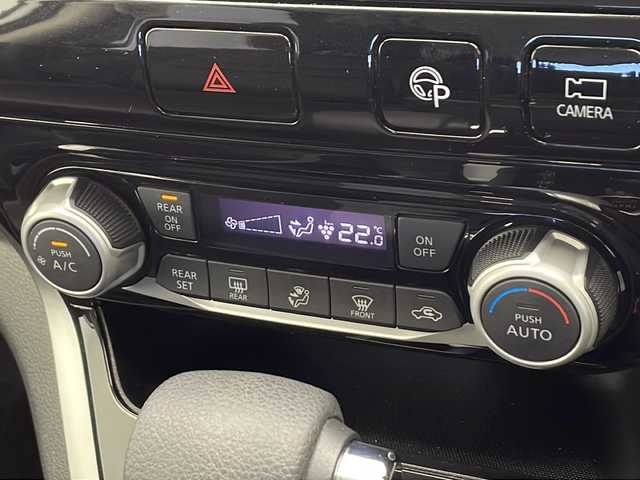 P
CAMERA
REAR
ON
OFF
22.0
°C
ON
OFF
PUSH
A/C
REAR
SET
REAR
FRONT
PUSH
AUTO